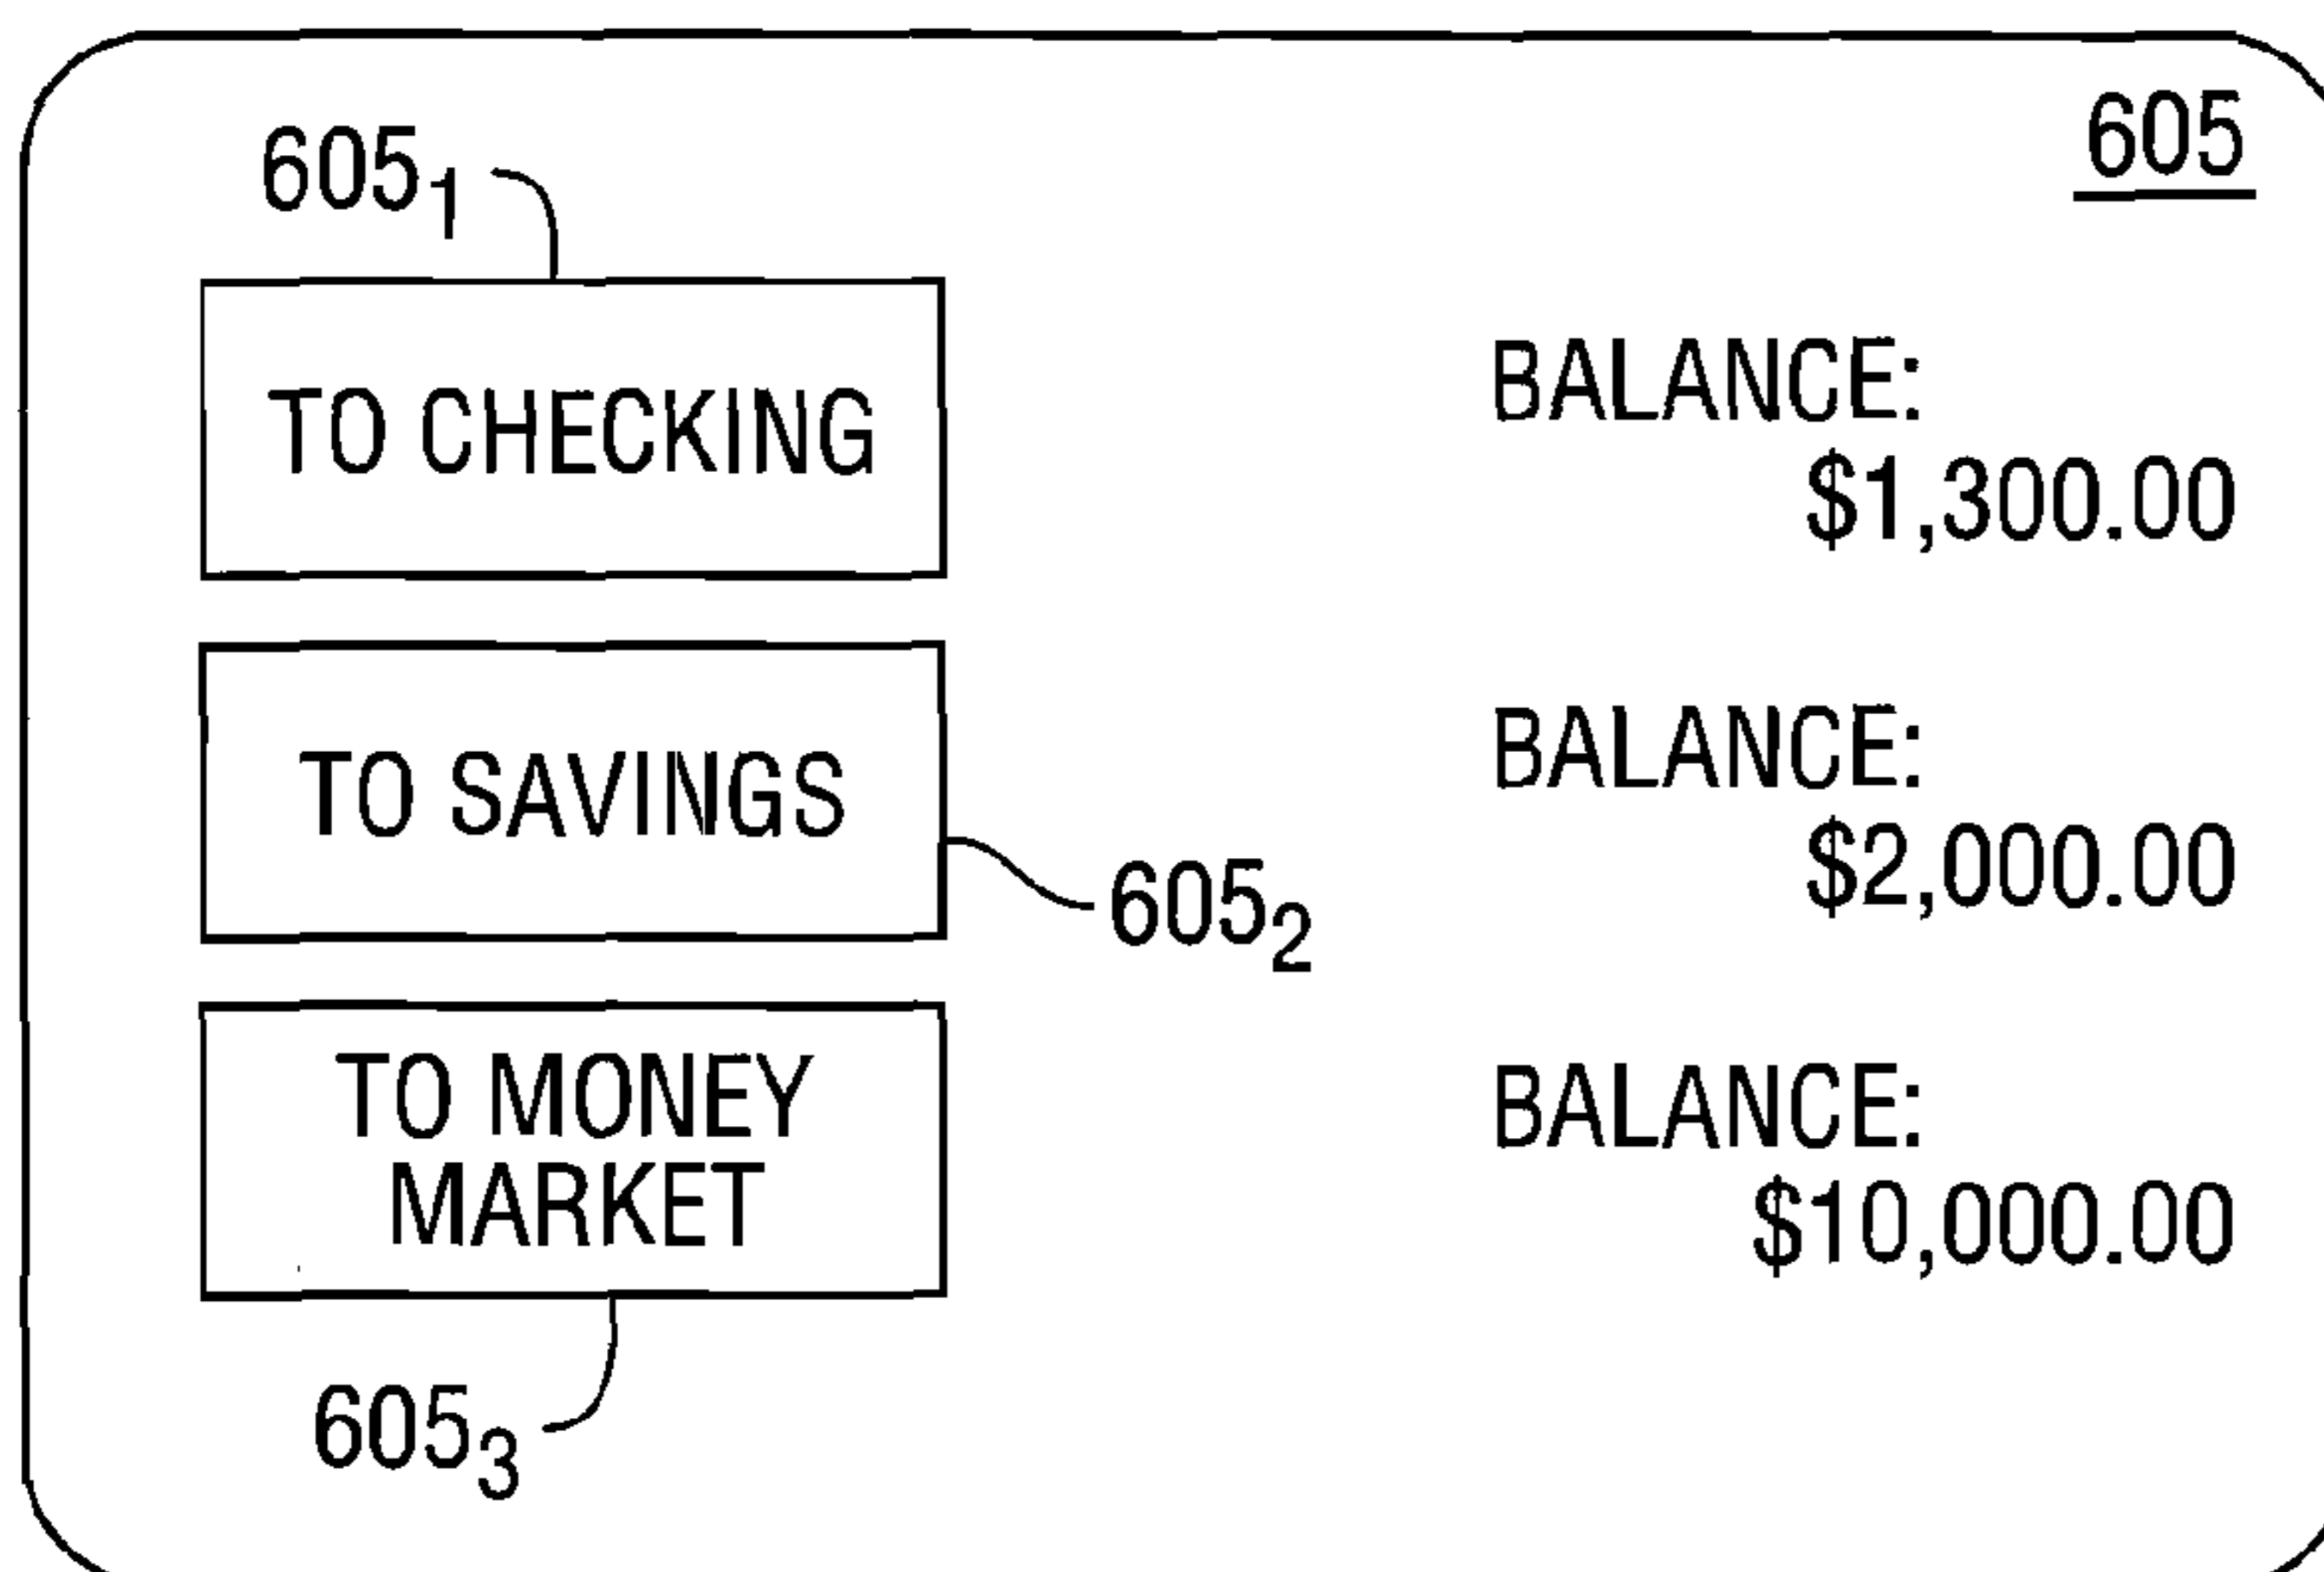 605
605₁
TO CHECKING
BALANCE:
$1,300.00
TO SAVINGS
605₂
BALANCE:
$2,000.00
TO MONEY
MARKET
605₃
BALANCE:
$10,000.00